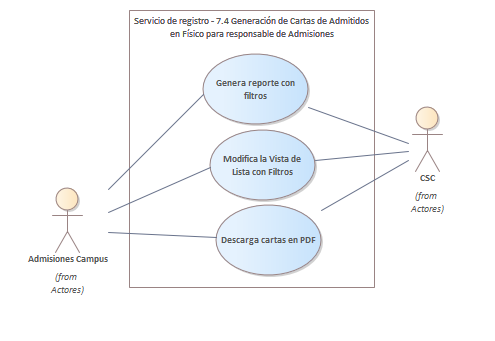 Servicio de registro - 7.4 Generación de Cartas de Admitidos
en Físico para responsable de Admisiones
Genera reporte con
filtros
Modifica la Vista de
Lista con Filtros
Descarga cartas en PDF
CSC
(from
Actores)
Admisiones Campus
(from
Actores)